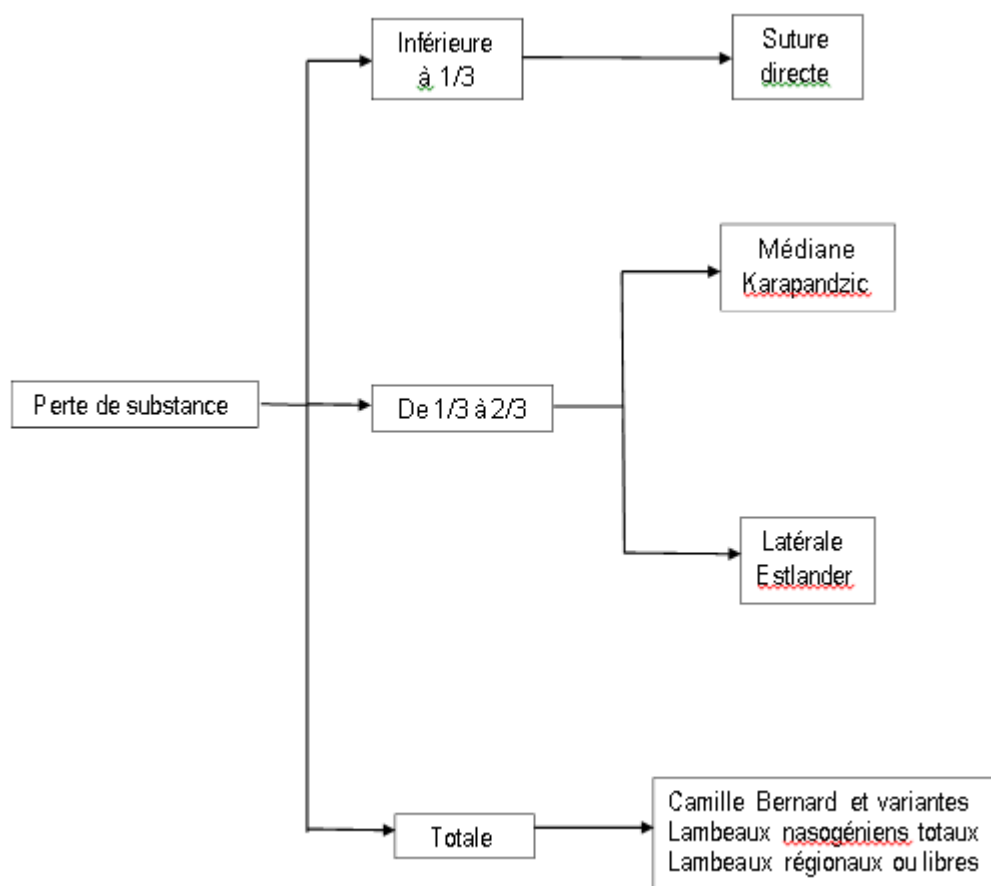 Inférieure
à 1/3
Suture
directe
Médiane
Karapandzic
Perte de substance
De 1/3 à 2/3
Latérale
Estlander
Totale
Camille Bernard et variantes
Lambeaux nasogéniens totaux
Lambeaux régionaux ou libres